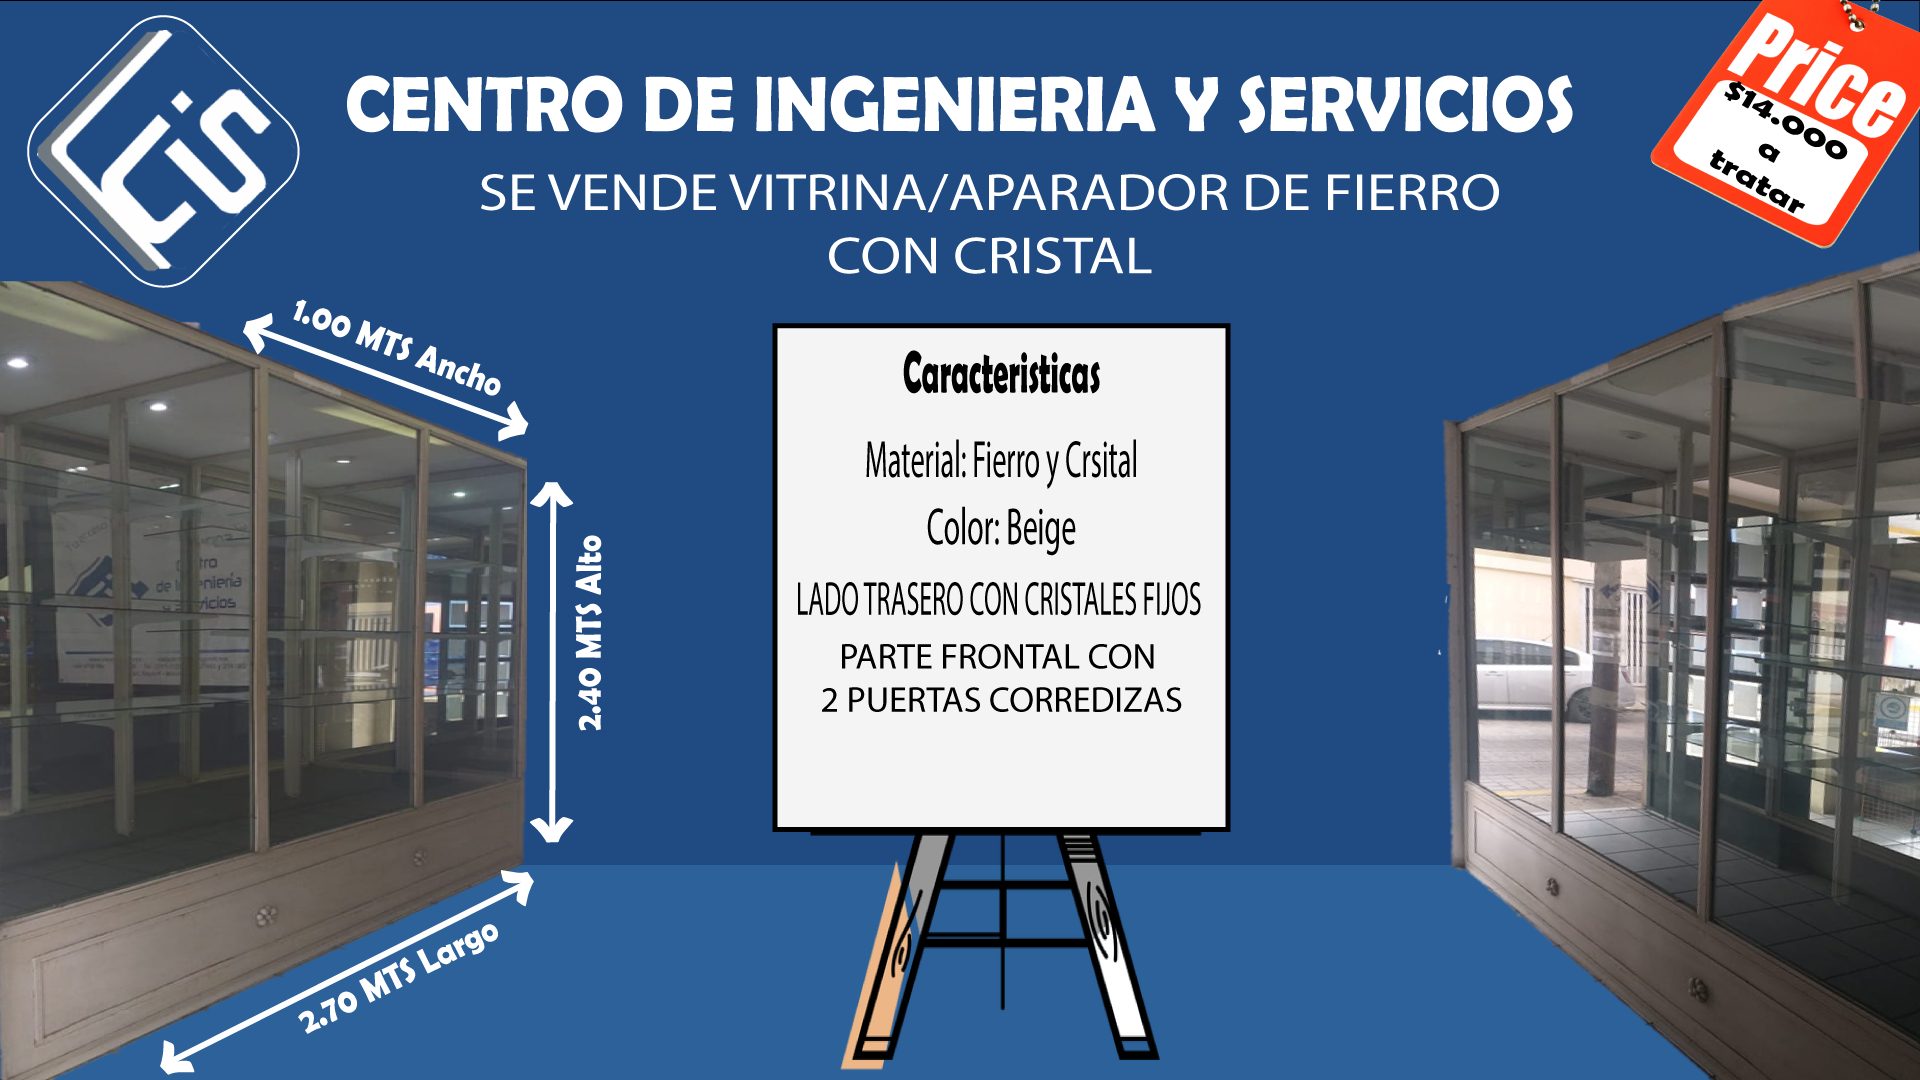 CIS
CENTRO DE INGENIERIA Y SERVICIOS
SE VENDE VITRINA/APARADOR DE FIERRO
CON CRISTAL
Price
$14.000
a
tratar
1.00 MTS Ancho
2.40 MTS Alto
2.70 MTS Largo
Caracteristicas
Material: Fierro y Crsital
Color: Beige
LADO TRASERO CON CRISTALES FIJOS
PARTE FRONTAL CON
2 PUERTAS CORREDIZAS
de Ingeniería